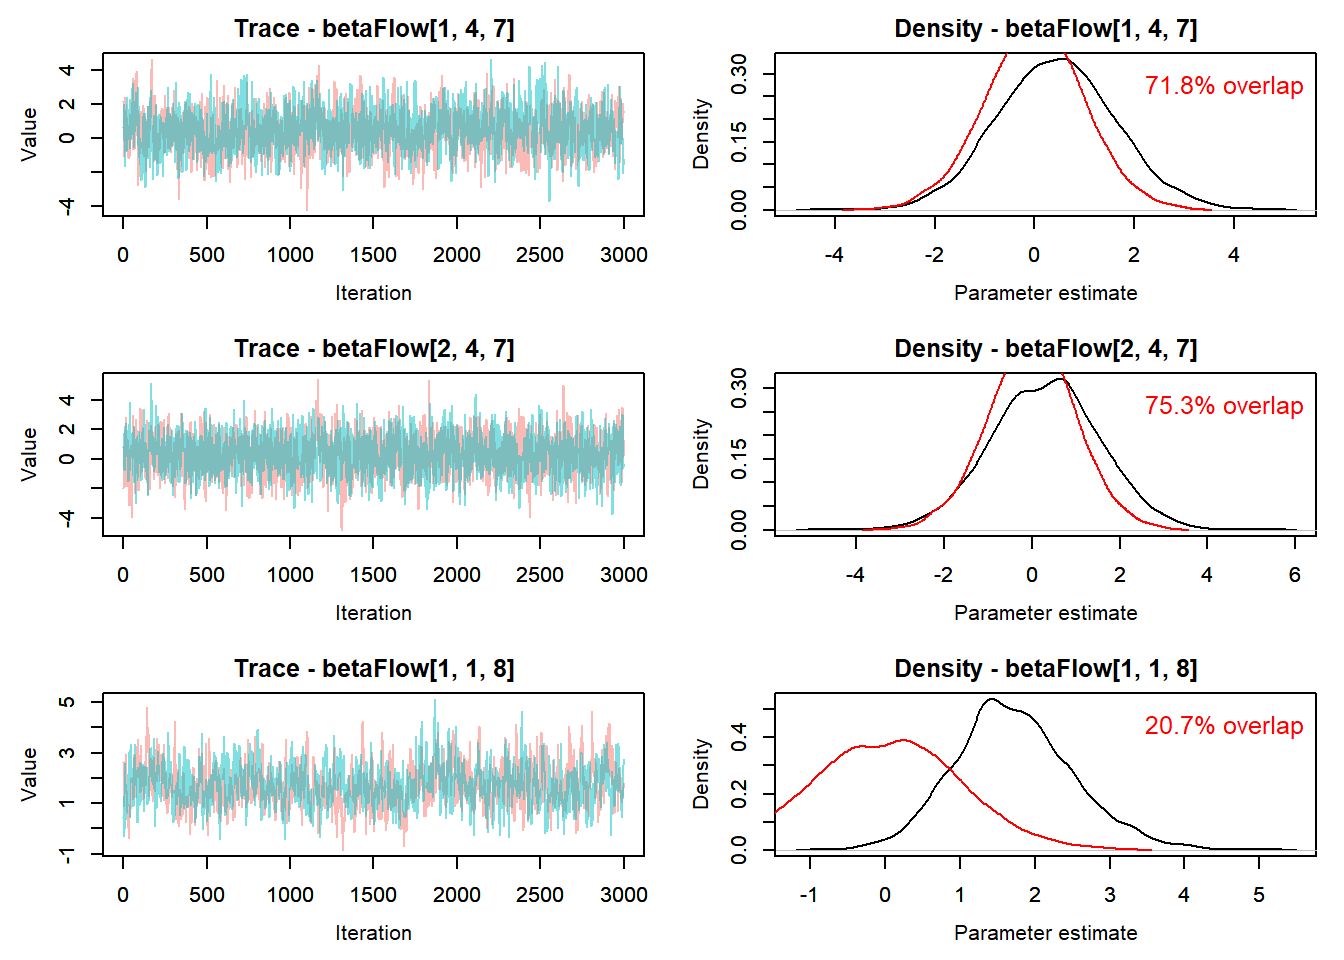 Trace - betaFlow[1, 4, 7]
Value
4
2
0
-4
0 500 1000 1500 2000 2500 3000
Iteration
Density - betaFlow[1, 4, 7]
71.8% overlap
Density
0.30
0.15
0.00
-4 -2 0 2 4
Parameter estimate
Trace - betaFlow[2, 4, 7]
Value
4
2
0
-4
0 500 1000 1500 2000 2500 3000
Iteration
Density - betaFlow[2, 4, 7]
75.3% overlap
Density
0.30
0.15
0.00
-4 -2 0 2 4 6
Parameter estimate
Trace - betaFlow[1, 1, 8]
Value
5
3
1
-1
0 500 1000 1500 2000 2500 3000
Iteration
Density - betaFlow[1, 1, 8]
20.7% overlap
Density
0.4
0.2
0.0
-1 0 1 2 3 4 5
Parameter estimate